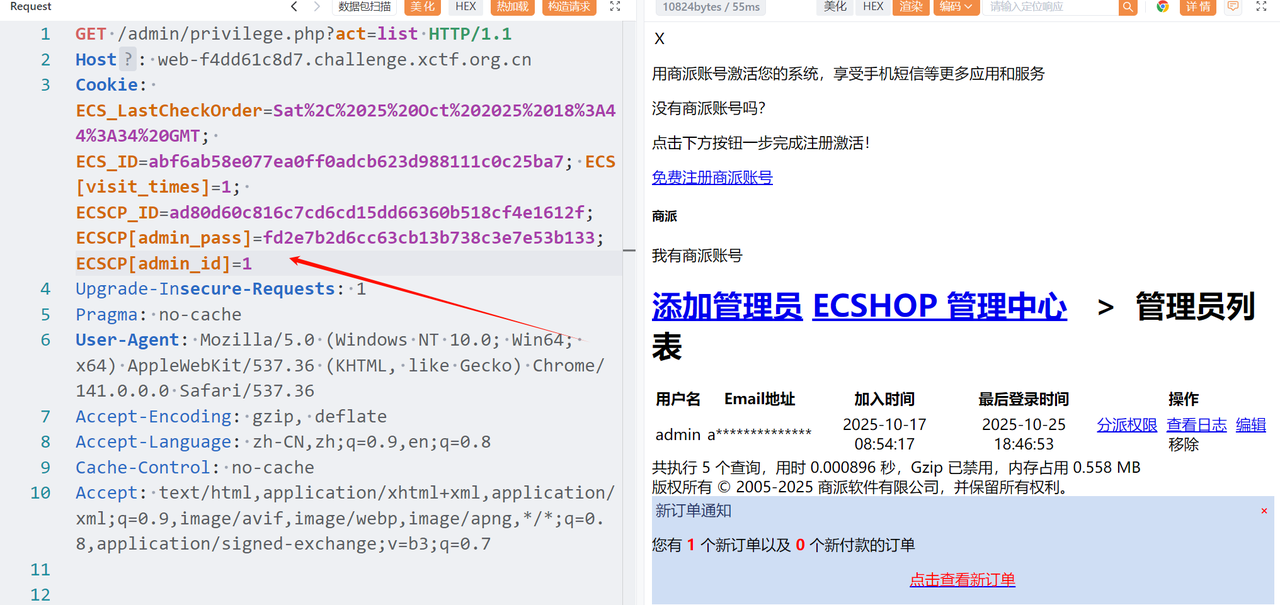 Request
数据包扫描
美化
HEX
热加载
构造请求
1 GET /admin/privilege.php?act=list HTTP/1.1
2 Host ? : web-f4dd61c8d7.challenge.xctf.org.cn
3 Cookie:
ECS_LastCheckOrder=Sat%2C%2025%20Oct%202025%2018%3A4
4%3A34%20GMT;
ECS_ID=abf6ab58e077ea0ff0adcb623d988111c0c25ba7; ECS
[visit_times]=1;
ECSCP_ID=ad80d60c816c7cd6cd15dd66360b518cf4e1612f;
ECSCP[admin_pass]=fd2e7b2d6cc63cb13b738c3e7e53b133;
ECSCP[admin_id]=1
4 Upgrade-Insecure-Requests: 1
5 Pragma: no-cache
6 User-Agent: Mozilla/5.0 (Windows NT 10.0; Win64;
x64) AppleWebKit/537.36 (KHTML, like Gecko) Chrome/
141.0.0.0 Safari/537.36
7 Accept-Encoding: gzip, deflate
8 Accept-Language: zh-CN,zh;q=0.9,en;q=0.8
9 Cache-Control: no-cache
10 Accept: text/html,application/xhtml+xml,application/
xml;q=0.9,image/avif,image/webp,image/apng,*/*;q=0.
8,application/signed-exchange;v=b3;q=0.7
11
12
10824bytes / 55ms
美化
HEX
渲染
编码
请输入定位响应
详情
X
用商派账号激活您的系统，享受手机短信等更多应用和服务
没有商派账号吗？
点击下方按钮一步完成注册激活！
免费注册商派账号
商派
我有商派账号
添加管理员 ECSHOP 管理中心 > 管理员列
表
用户名 Email地址 加入时间 最后登录时间 操作
admin a************** 2025-10-17 08:54:17 2025-10-25 18:46:53 分派权限 查看日志 编辑 移除
共执行 5 个查询，用时 0.000896 秒，Gzip 已禁用，内存占用 0.558 MB
版权所有 © 2005-2025 商派软件有限公司，并保留所有权利。
新订单通知 ×
您有 1 个新订单以及 0 个新付款的订单
点击查看新订单